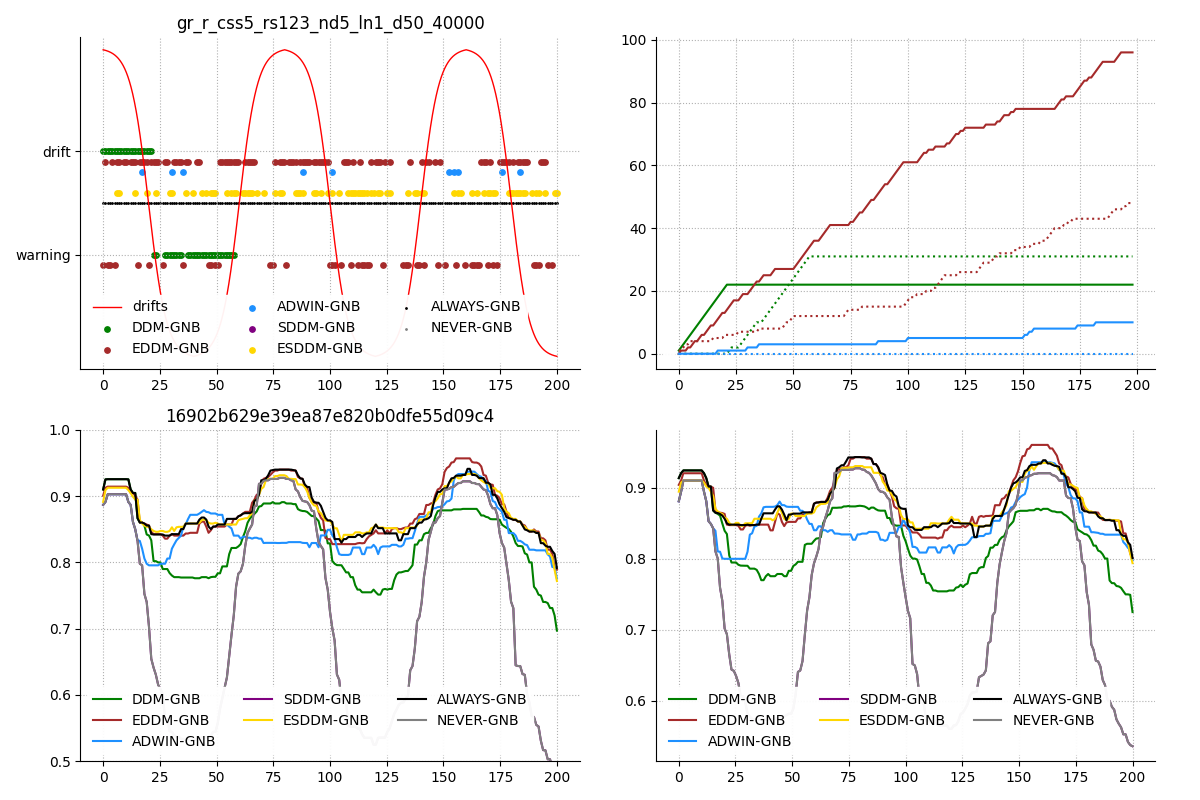 gr_r_css5_rs123_nd5_ln1_d50_40000
drift
warning
drifts
DDM-GNB
EDDM-GNB
ADWIN-GNB
SDDM-GNB
ESDDM-GNB
ALWAYS-GNB
NEVER-GNB
0 25 50 75 100 125 150 175 200
100
80
60
40
20
0
0 25 50 75 100 125 150 175 200
16902b629e39ea87e820b0dfe55d09c4
1.0
0.9
0.8
0.7
0.6
0.5
DDM-GNB
EDDM-GNB
ADWIN-GNB
SDDM-GNB
ESDDM-GNB
ALWAYS-GNB
NEVER-GNB
0 25 50 75 100 125 150 175 200
0.9
0.8
0.7
0.6
DDM-GNB
EDDM-GNB
ADWIN-GNB
SDDM-GNB
ESDDM-GNB
ALWAYS-GNB
NEVER-GNB
0 25 50 75 100 125 150 175 200